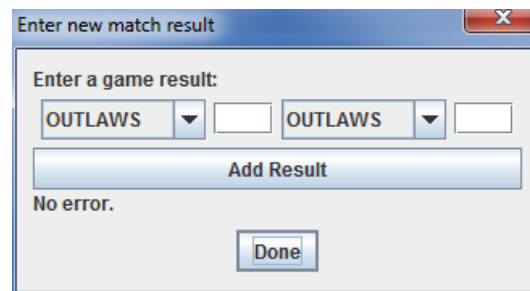 Enter new match result
Enter a game result:
OUTLAWS OUTLAWS
Add Result
No error.
Done